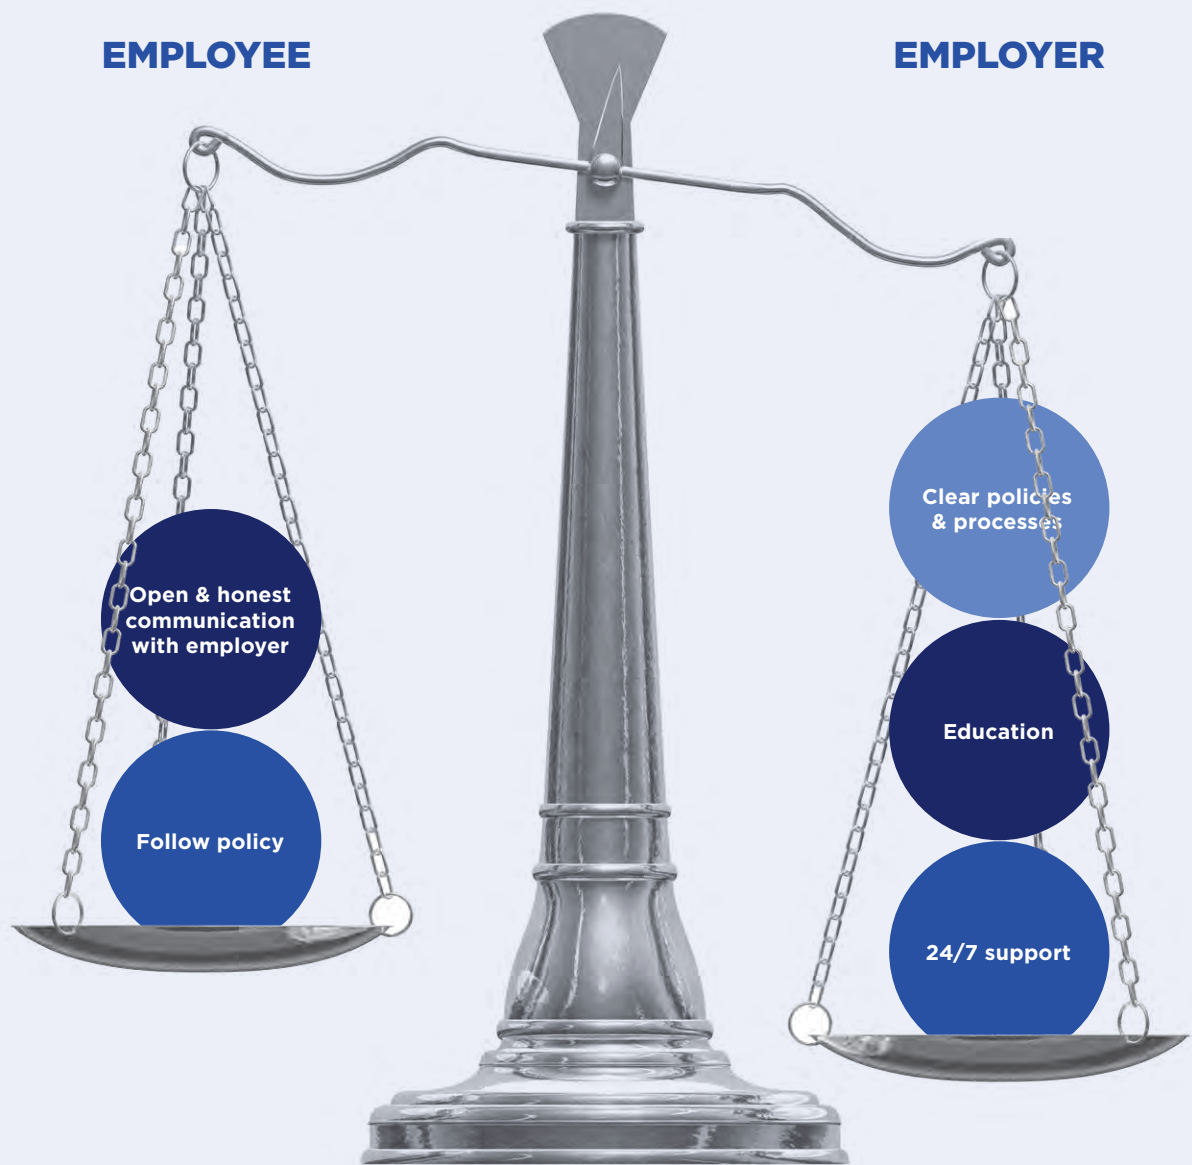 EMPLOYEE
EMPLOYER
Open & honest
communication
with employer
Follow policy
Clear policies
& processes
Education
24/7 support